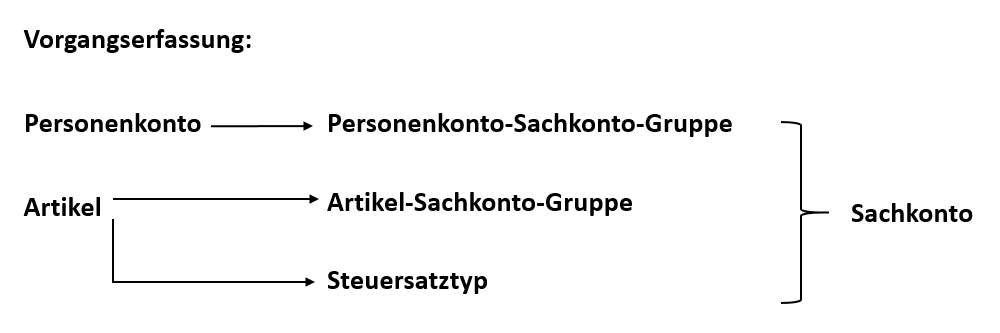 Vorgangserfassung:
Personenkonto Personenkonto-Sachkonto-Gruppe
Artikel Artikel-Sachkonto-Gruppe Sachkonto
Steuersatztyp